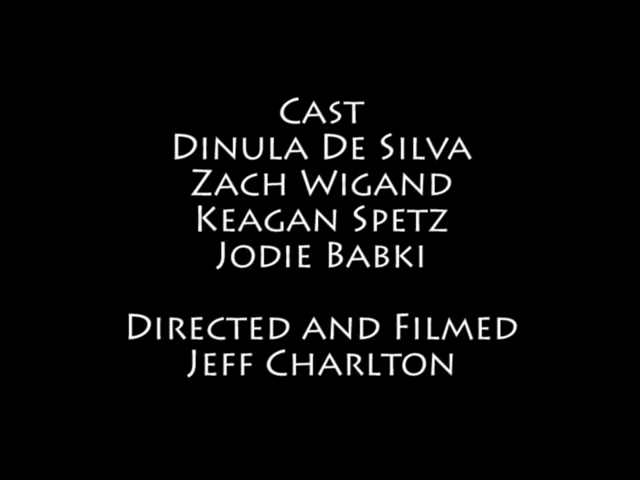 Cast
Dinula De Silva
Zach Wigand
Keagan Spetz
Jodie Babki
Directed and Filmed
Jeff Charlton